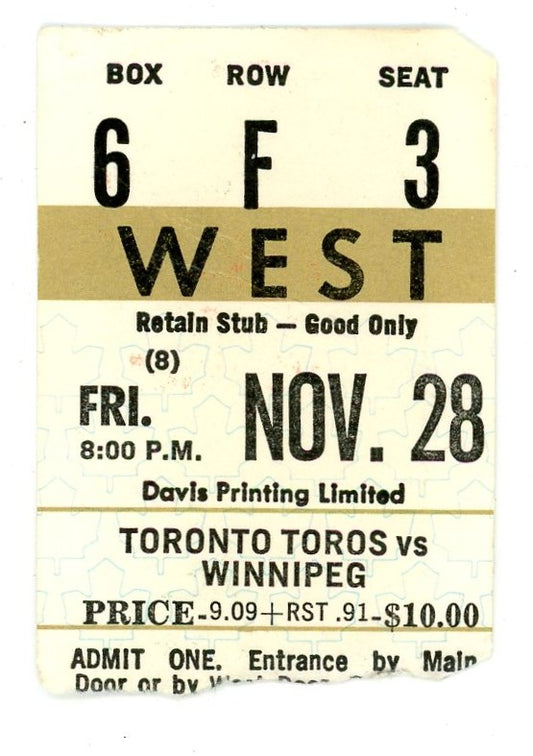 BOX ROW SEAT
6 F 3
WEST
Retain Stub — Good Only
(8)
FRI. NOV. 28
8:00 P.M.
Davis Printing Limited
TORONTO TOROS vs
WINNIPEG
PRICE-9.09+RST .91-$10.00
ADMIT ONE. Entrance by Main
Door or by West Door